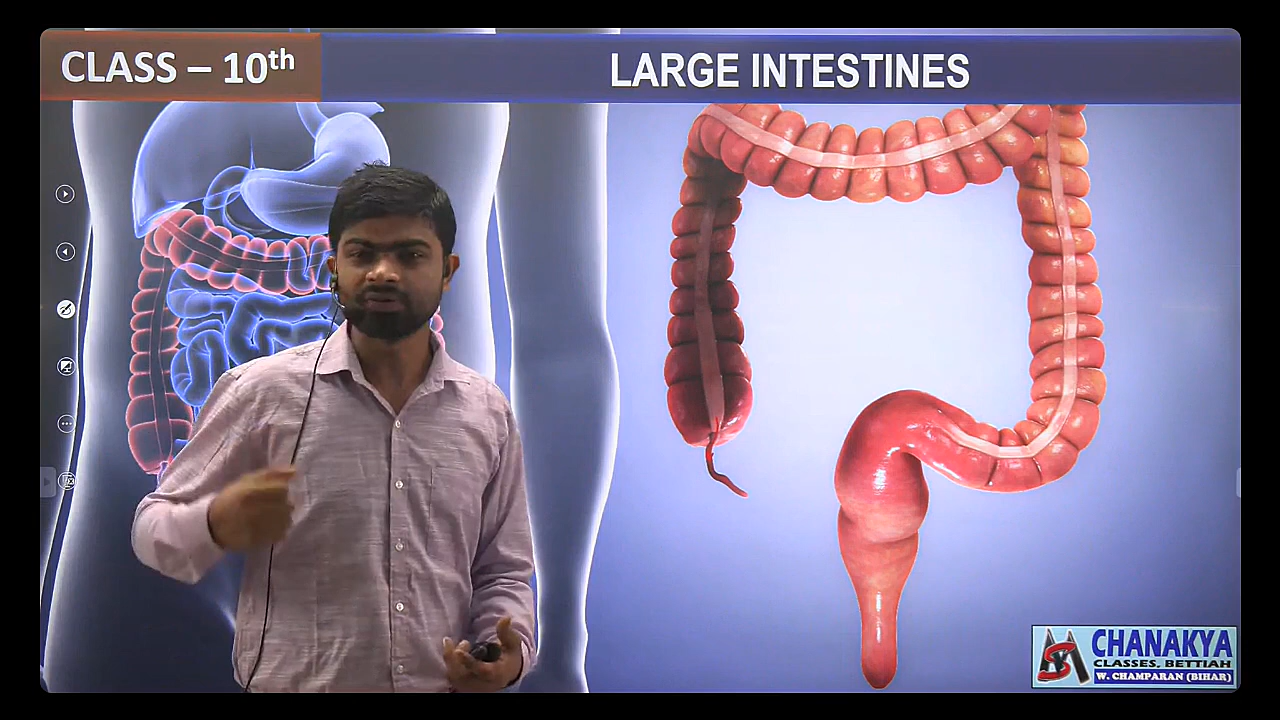 CLASS – 10th
LARGE INTESTINES
CHANAKYA
CLASSES, BETTIAH
W. CHAMPARAN (BIHAR)